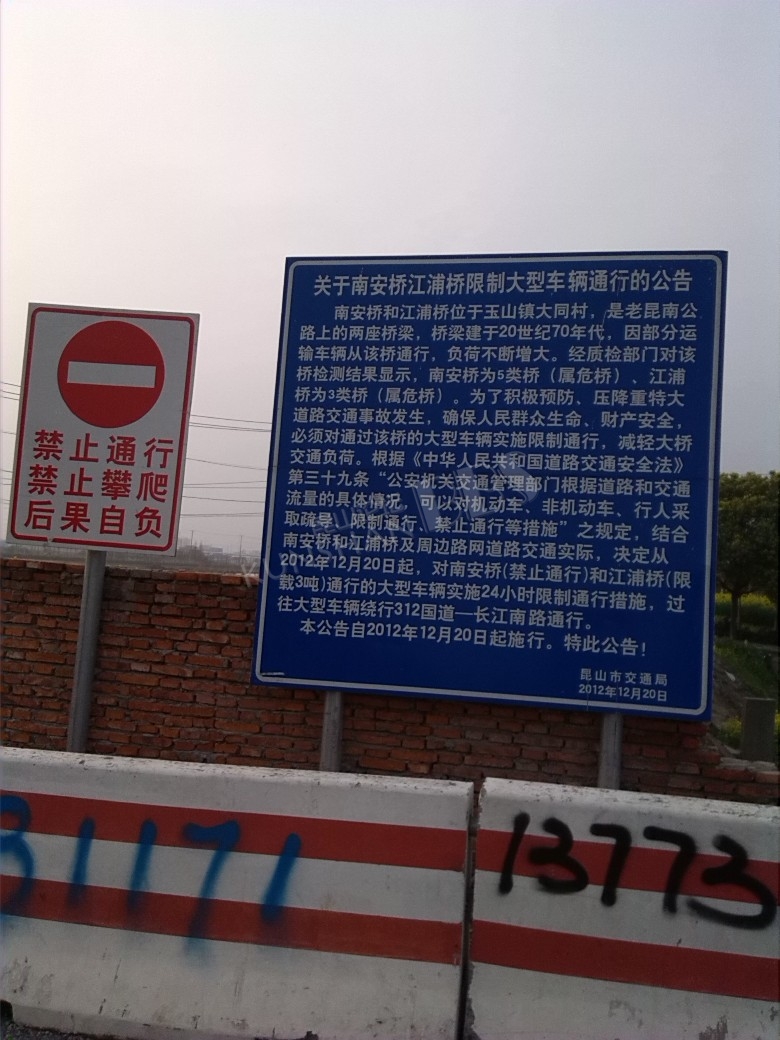 关于南安桥江浦桥限制大型车辆通行的公告
南安桥和江浦桥位于玉山镇大同村，是老昆南公
路上的两座桥梁，桥梁建于20世纪70年代，因部分运
输车辆从该桥通行，负荷不断增大。经质检部门对该
桥检测结果显示，南安桥为5类桥（属危桥）、江浦
桥为3类桥（属危桥）。为了积极预防、压降重特大
道路交通事故发生，确保人民群众生命、财产安全，
必须对通过该桥的大型车辆实施限制通行，减轻大桥
交通负荷。根据《中华人民共和国道路交通安全法》
第三十九条“公安机关交通管理部门根据道路和交通
流量的具体情况，可以对机动车、非机动车、行人采
取疏导、限制通行、禁止通行等措施”之规定，结合
南安桥和江浦桥及周边路网道路交通实际，决定从
2012年12月20日起，对南安桥(禁止通行)和江浦桥(限
载3吨)通行的大型车辆实施24小时限制通行措施，过
往大型车辆绕行312国道—长江南路通行。
本公告自2012年12月20日起施行。特此公告！
昆山市交通局
2012年12月20日
禁止通行
禁止攀爬
后果自负
31171
13773